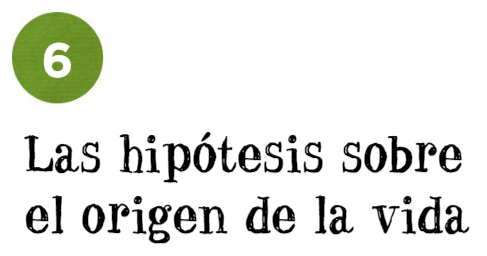 6
Las hipótesis sobre
el origen de la vida